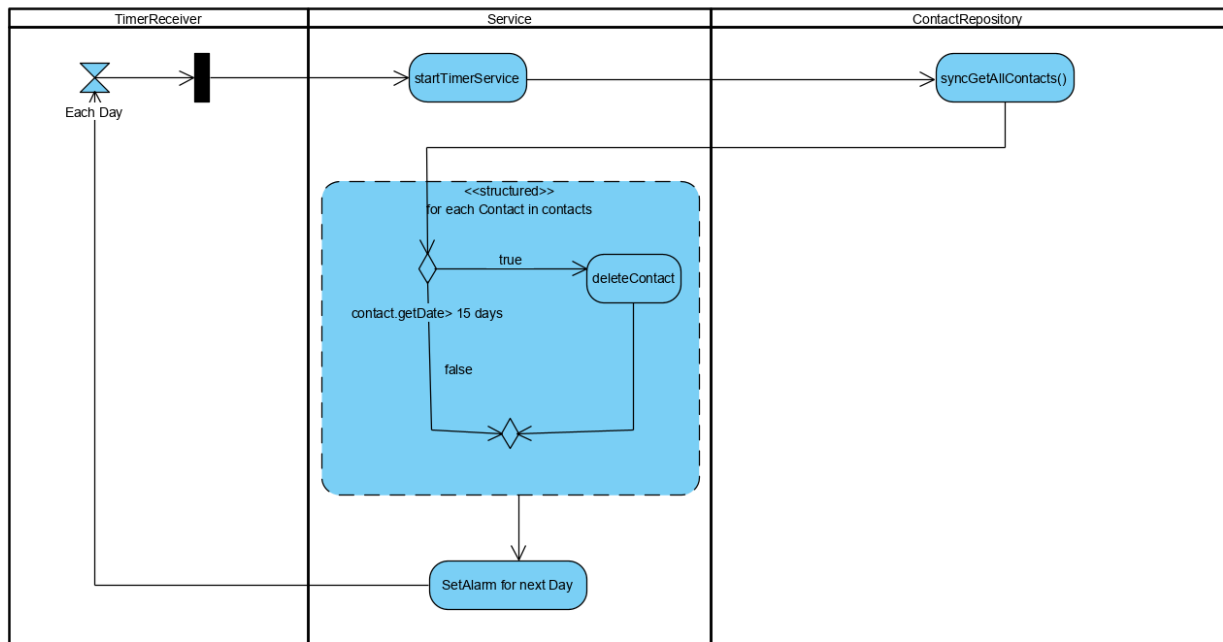 TimerReceiver
Service
ContactRepository
startTimerService
syncGetAllContacts()
Each Day
<<structured>>
for each Contact in contacts
true
deleteContact
contact.getDate> 15 days
false
SetAlarm for next Day